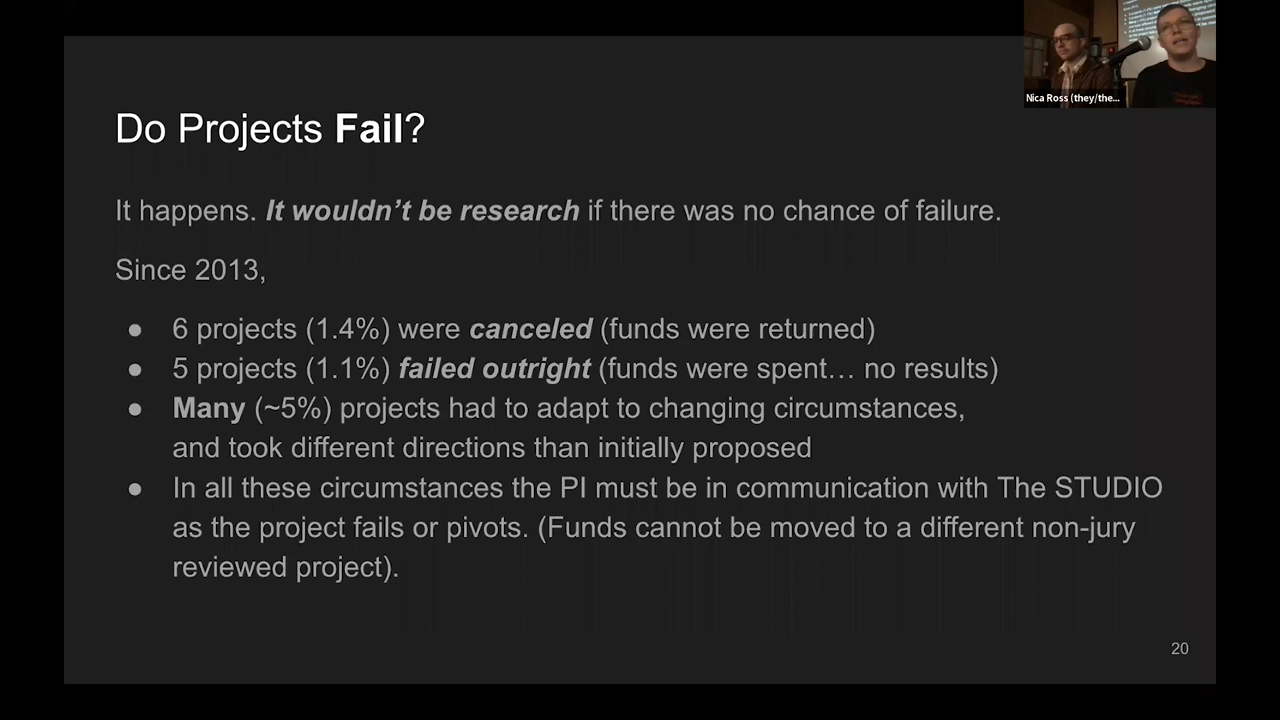 Do Projects Fail?
It happens. It wouldn’t be research if there was no chance of failure.
Since 2013,
● 6 projects (1.4%) were canceled (funds were returned)
● 5 projects (1.1%) failed outright (funds were spent… no results)
● Many (~5%) projects had to adapt to changing circumstances,
and took different directions than initially proposed
● In all these circumstances the PI must be in communication with The STUDIO
as the project fails or pivots. (Funds cannot be moved to a different non-jury
reviewed project).
20
Nica Ross (they/the...